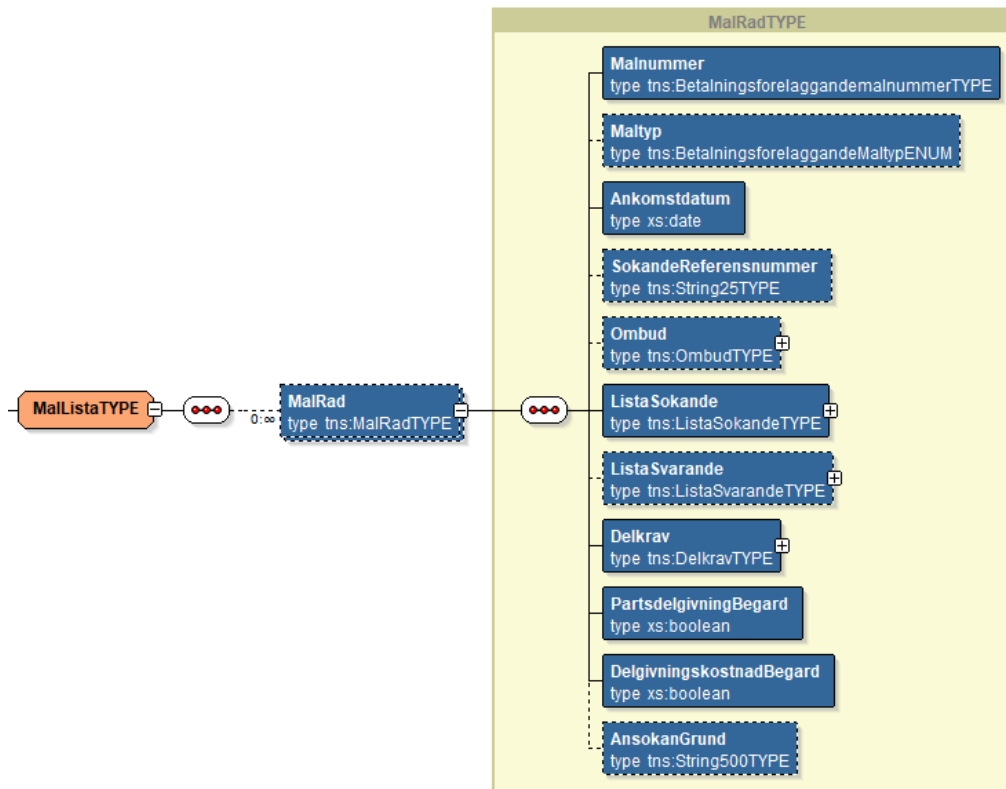 MalRadTYPE
Malnummer
type tns:BetalningsforelaggandemalnummerTYPE
Maltyp
type tns:BetalningsforelaggandeMaltypENUM
Ankomstdatum
type xs:date
SokandeReferensnummer
type tns:String25TYPE
Ombud
type tns:OmbudTYPE
MalListaTYPE
MalRad
type tns:MalRadTYPE
0:∞
ListaSokande
type tns:ListaSokandeTYPE
ListaSvarande
type tns:ListaSvarandeTYPE
Delkrav
type tns:DelkravTYPE
PartsdelgivningBegard
type xs:boolean
DelgivningskostnadBegard
type xs:boolean
AnsokanGrund
type tns:String500TYPE